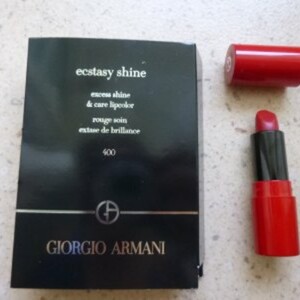 ecstasy shine
excess shine
& care lipcolor
rouge soin
extase de brillance
400
GIORGIO ARMANI